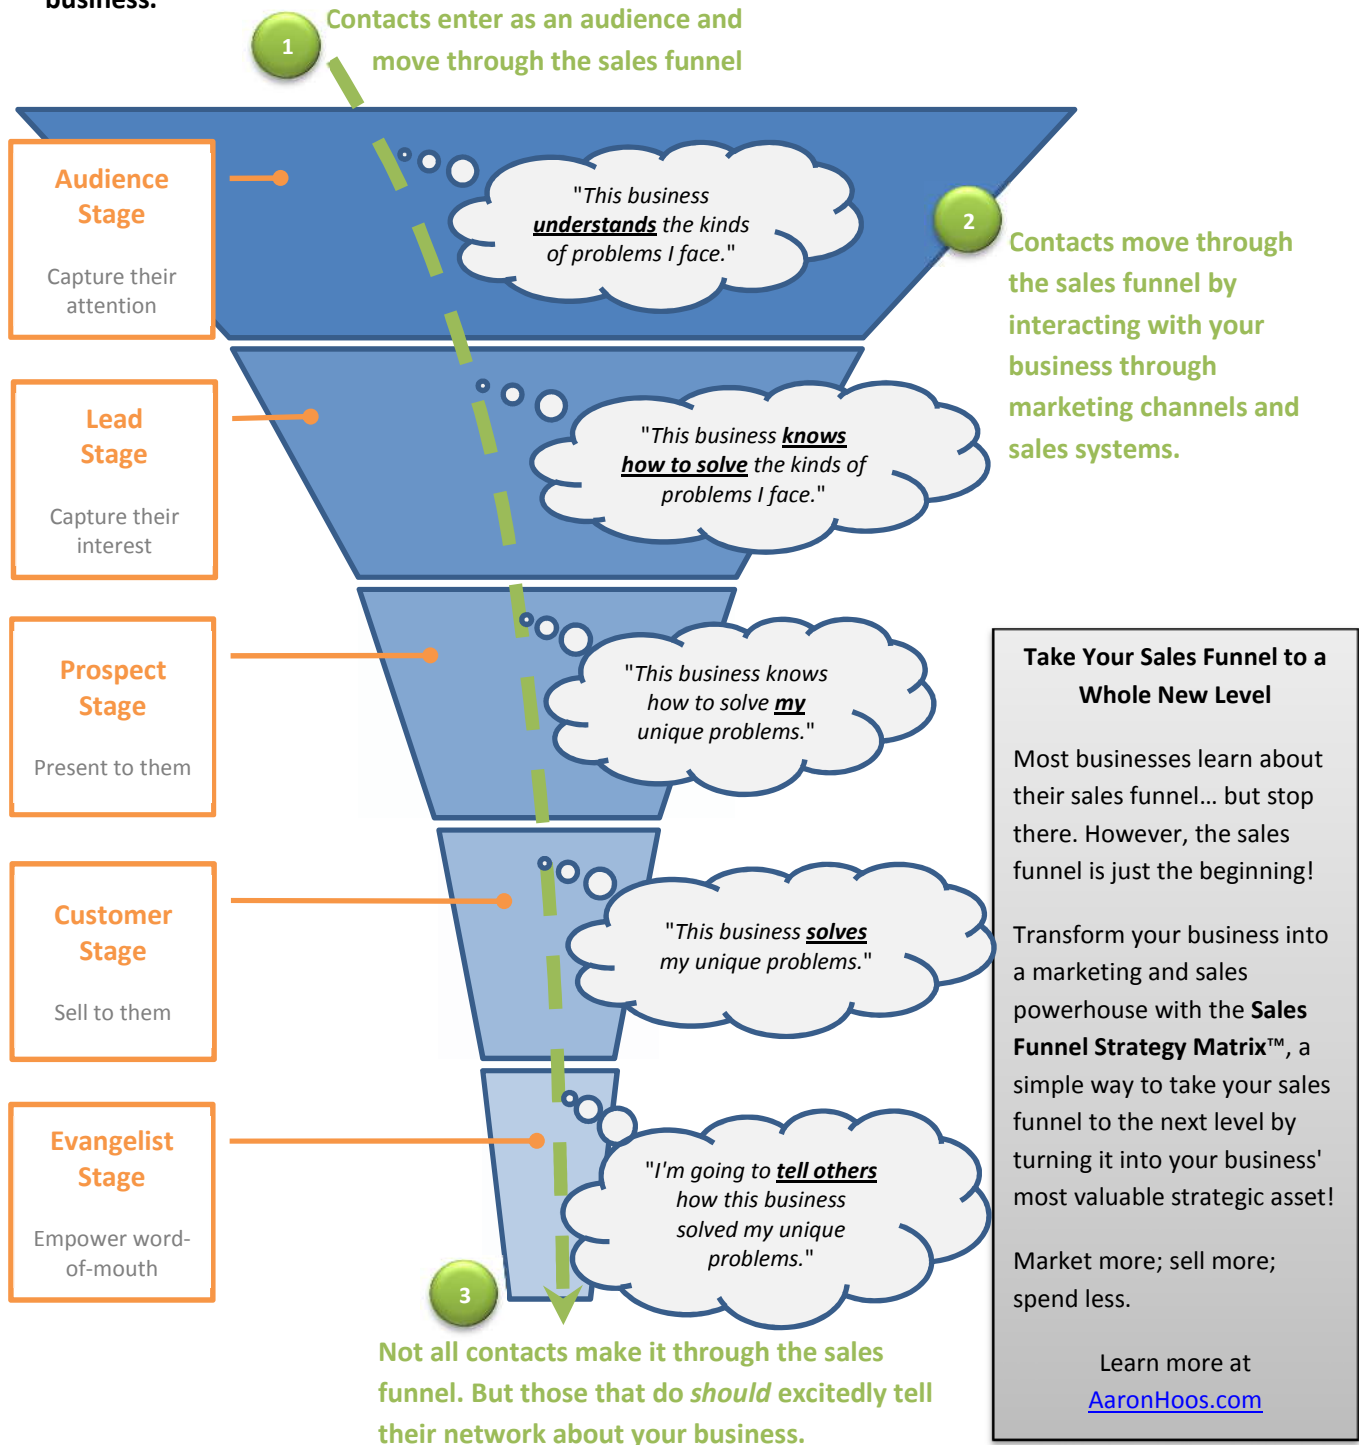 business.
Contacts enter as an audience and
move through the sales funnel
1
Audience
Stage
Capture their
attention
"This business
understands the kinds
of problems I face."
2
Contacts move through
the sales funnel by
interacting with your
business through
marketing channels and
sales systems.
Lead
Stage
Capture their
interest
"This business knows
how to solve the kinds of
problems I face."
Prospect
Stage
Present to them
"This business knows
how to solve my
unique problems."
Customer
Stage
Sell to them
"This business solves
my unique problems."
Evangelist
Stage
Empower word-
of-mouth
"I'm going to tell others
how this business
solved my unique
problems."
3
Not all contacts make it through the sales
funnel. But those that do should excitedly tell
their network about your business.
Take Your Sales Funnel to a
Whole New Level
Most businesses learn about
their sales funnel… but stop
there. However, the sales
funnel is just the beginning!
Transform your business into
a marketing and sales
powerhouse with the Sales
Funnel Strategy Matrix™, a
simple way to take your sales
funnel to the next level by
turning it into your business'
most valuable strategic asset!
Market more; sell more;
spend less.
Learn more at
AaronHoos.com